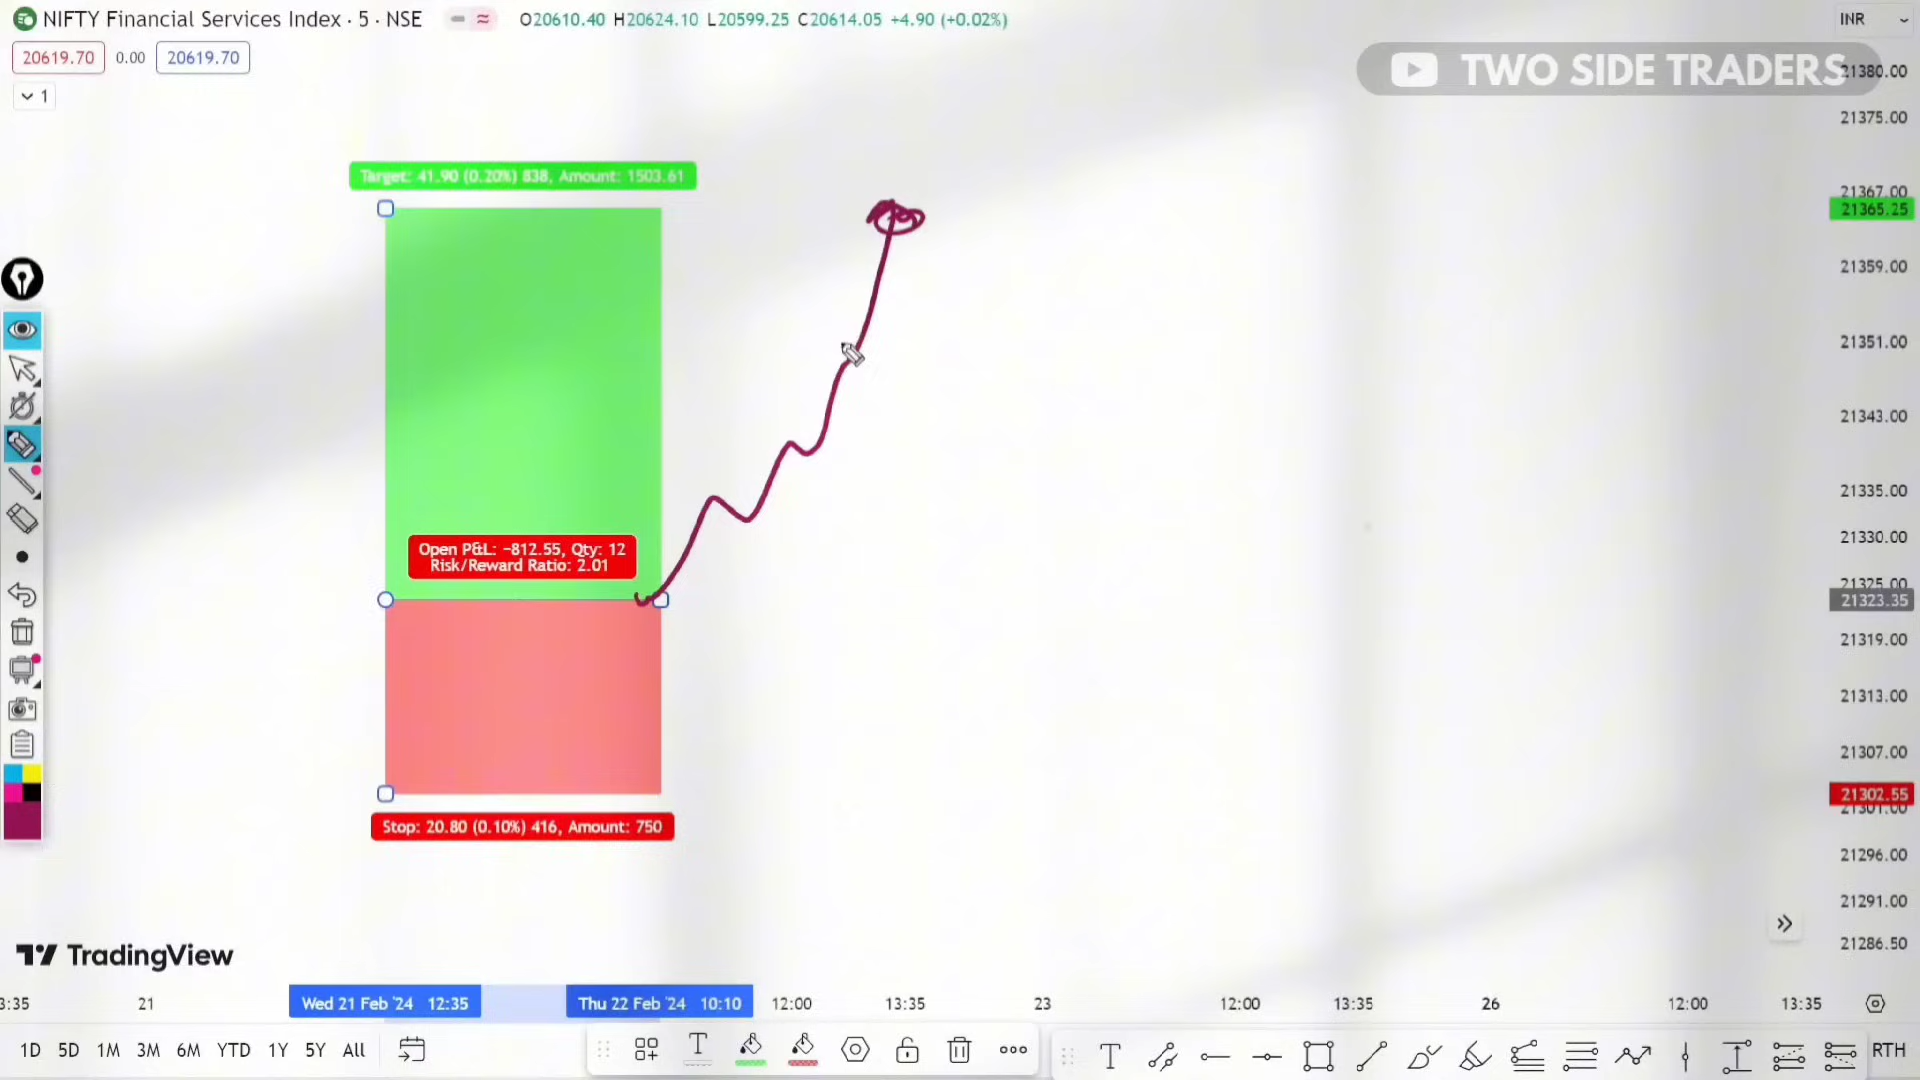 NIFTY Financial Services Index · 5 · NSE O20610.40 H20624.10 L20599.25 C20614.05 +4.90 (+0.02%) INR
20619.70 0.00 20619.70
1
TWO SIDE TRADERS
21380.00
21375.00
Target: 41.90 (0.20%) 838, Amount: 1503.61
21367.00
21365.25
21359.00
21351.00
21343.00
21335.00
21330.00
Open P&L: −812.55, Qty: 12
Risk/Reward Ratio: 2.01
21325.00
21323.35
21319.00
21313.00
21307.00
21302.55
21301.00
Stop: 20.80 (0.10%) 416, Amount: 750
21296.00
21291.00
21286.50
TradingView
3:35 21 Wed 21 Feb '24 12:35 Thu 22 Feb '24 10:10 12:00 13:35 23 12:00 13:35 26 12:00 13:35
1D 5D 1M 3M 6M YTD 1Y 5Y All T T RTH